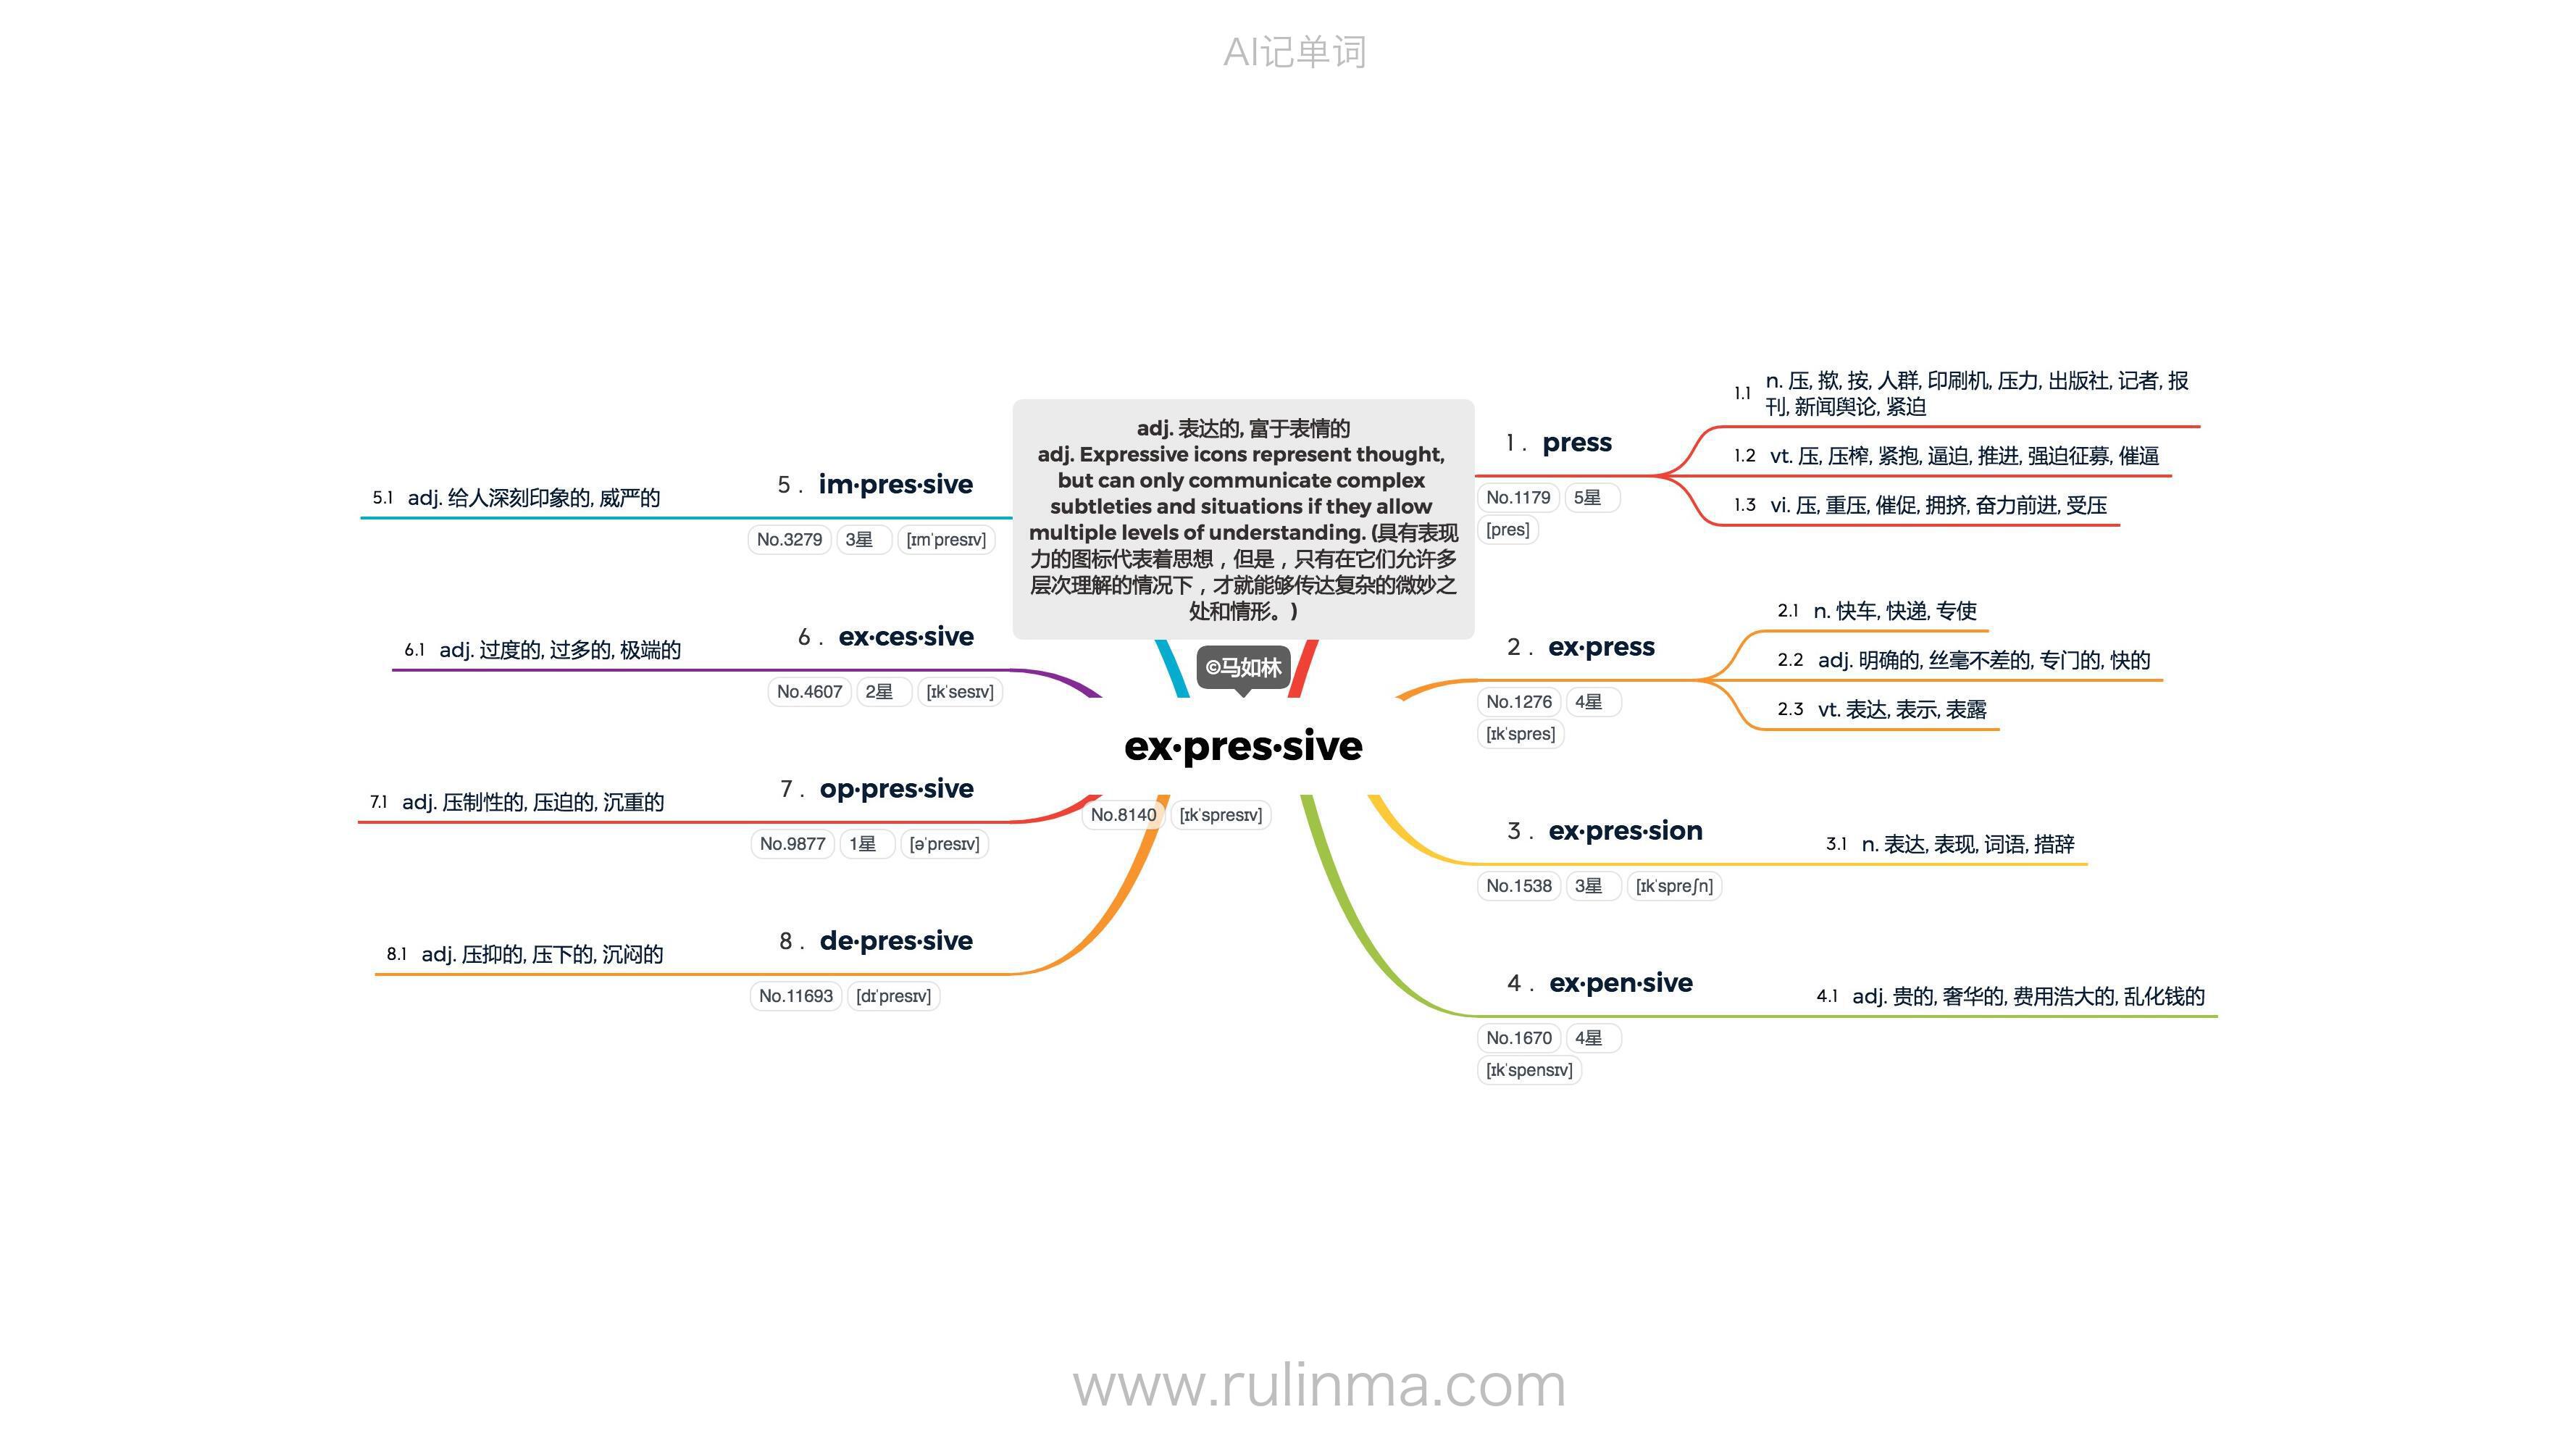 AI记单词
adj. 表达的, 富于表情的
adj. Expressive icons represent thought,
but can only communicate complex
subtleties and situations if they allow
multiple levels of understanding. (具有表现
力的图标代表着思想，但是，只有在它们允许多
层次理解的情况下，才就能够传达复杂的微妙之
处和情形。)
©马如林
ex·pres·sive
No.8140 [ɪkˈspresɪv]
1. press
No.1179 5星
[pres]
1.1 n. 压, 揿, 按, 人群, 印刷机, 压力, 出版社, 记者, 报
刊, 新闻舆论, 紧迫
1.2 vt. 压, 压榨, 紧抱, 逼迫, 推进, 强迫征募, 催逼
1.3 vi. 压, 重压, 催促, 拥挤, 奋力前进, 受压
2. ex·press
No.1276 4星
[ɪkˈspres]
2.1 n. 快车, 快递, 专使
2.2 adj. 明确的, 丝毫不差的, 专门的, 快的
2.3 vt. 表达, 表示, 表露
3. ex·pres·sion
No.1538 3星 [ɪkˈspreʃn]
3.1 n. 表达, 表现, 词语, 措辞
4. ex·pen·sive
No.1670 4星
[ɪkˈspensɪv]
4.1 adj. 贵的, 奢华的, 费用浩大的, 乱化钱的
5. im·pres·sive
No.3279 3星 [ɪmˈpresɪv]
5.1 adj. 给人深刻印象的, 威严的
6. ex·ces·sive
No.4607 2星 [ɪkˈsesɪv]
6.1 adj. 过度的, 过多的, 极端的
7. op·pres·sive
No.9877 1星 [əˈpresɪv]
7.1 adj. 压制性的, 压迫的, 沉重的
8. de·pres·sive
No.11693 [dɪˈpresɪv]
8.1 adj. 压抑的, 压下的, 沉闷的
www.rulinma.com